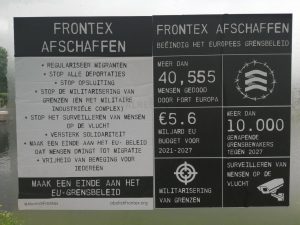 FRONTEX
AFSCHAFFEN
• REGULARISEER MIGRANTEN
• STOP ALLE DEPORTATIES
• STOP OPSLUITING
• STOP DE MILITARISERING VAN
GRENZEN (EN HET MILITAIRE
INDUSTRIËLE COMPLEX)
• STOP HET SURVEILLEREN VAN MENSEN
OP DE VLUCHT
• VERSTERK SOLIDARITEIT
• MAAK EEN EINDE AAN HET EU- BELEID
DAT MENSEN DWINGT TOT MIGRATIE
• VRIJHEID VAN BEWEGING VOOR
IEDEREEN
MAAK EEN EINDE AAN HET
EU-GRENSBELEID
abolishfrontex.org
FRONTEX AFSCHAFFEN
BEËINDIG HET EUROPEES GRENSBELEID
MEER DAN
40,555
MENSEN GEDOOD
DOOR FORT EUROPA
€5.6
MILJARD EU
BUDGET VOOR
2021-2027
MEER DAN
10.000
GEWAPENDE
GRENSBEWAKERS
TEGEN 2027
MILITARISERING
VAN GRENZEN
SURVEILLEREN VAN
MENSEN OP DE
VLUCHT